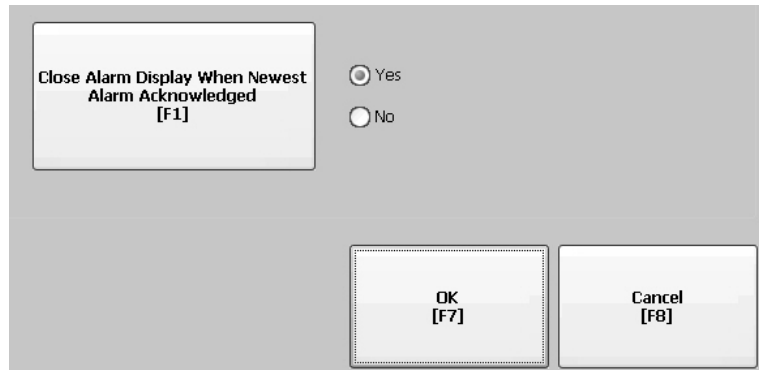 Close Alarm Display When Newest
Alarm Acknowledged
[F1]
Yes
No
OK
[F7]
Cancel
[F8]